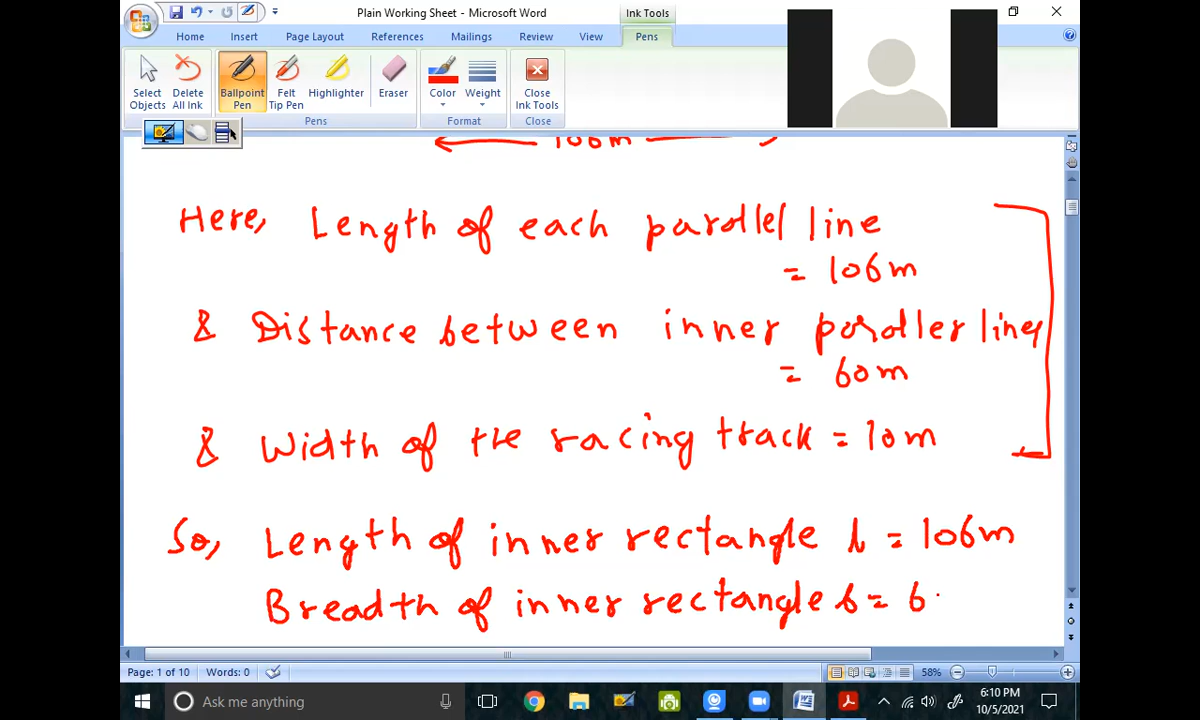 Plain Working Sheet - Microsoft Word
Ink Tools
Home Insert Page Layout References Mailings Review View Pens
Select Objects
Delete All Ink
Ballpoint Pen
Felt Tip Pen
Highlighter
Eraser
Color
Weight
Close Ink Tools
Pens
Format
Close
106m
Here, Length of each parallel line
= 106m
& Distance between inner paraller lines
= 60m
& Width of the racing track = 10m
So, Length of inner rectangle l = 106m
Breadth of inner rectangle b = 6
Page: 1 of 10 Words: 0 58%
Ask me anything
6:10 PM
10/5/2021